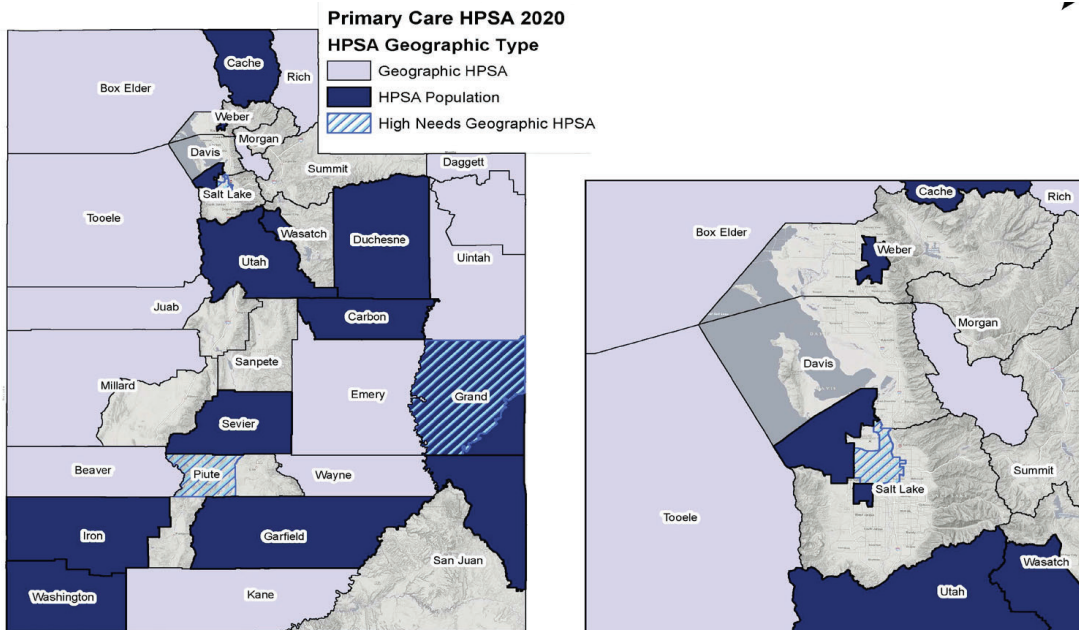 Primary Care HPSA 2020
HPSA Geographic Type
Geographic HPSA
HPSA Population
High Needs Geographic HPSA
Cache
Rich
Box Elder
Weber
Morgan
Davis
Summit
Daggett
Salt Lake
Tooele
Wasatch
Duchesne
Utah
Uintah
Juab
Carbon
Sanpete
Millard
Emery
Grand
Sevier
Beaver
Piute
Wayne
Iron
Garfield
San Juan
Washington
Kane
Cache
Rich
Box Elder
Weber
Morgan
Davis
Summit
Salt Lake
Tooele
Wasatch
Utah